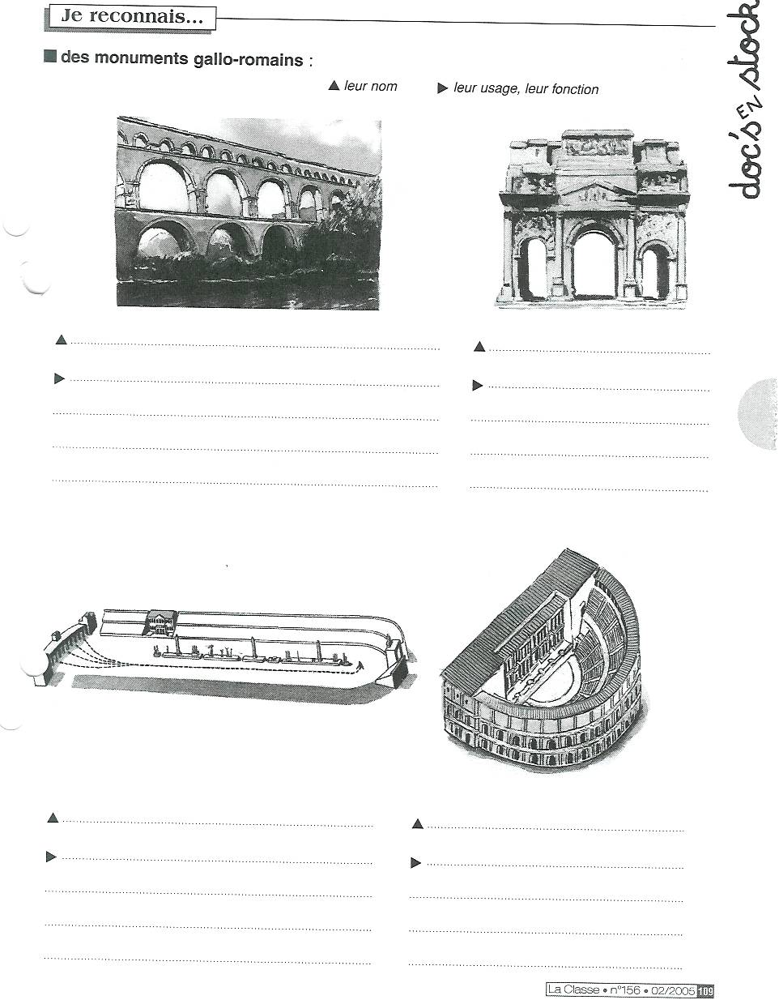 Je reconnais...
des monuments gallo-romains :
leur nom
leur usage, leur fonction
doc's EN stock
La Classe • n°156 • 02/2005 109